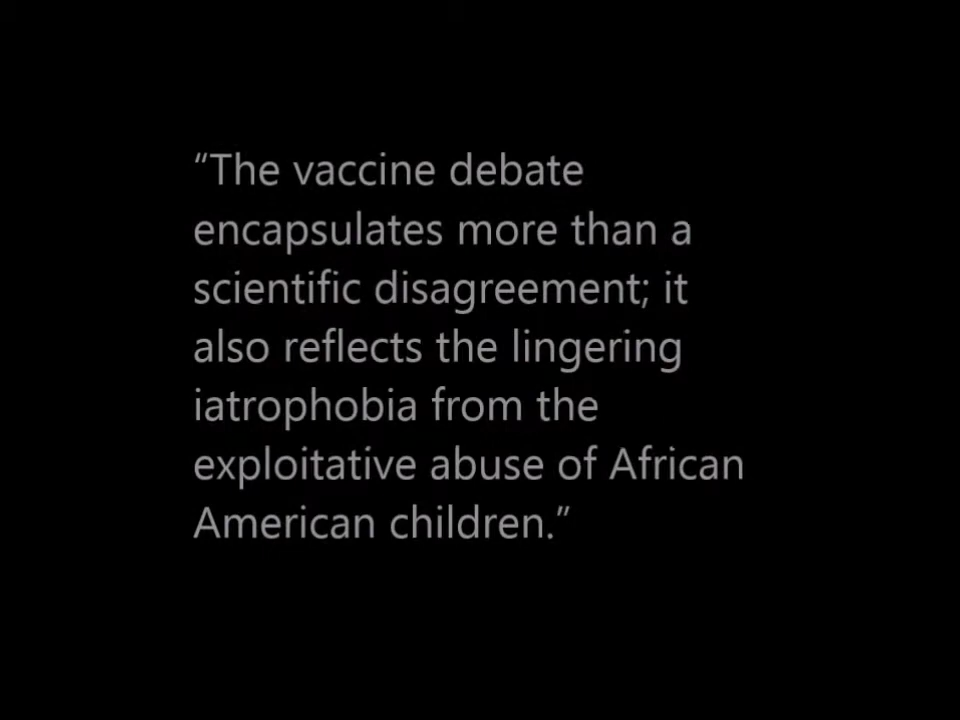 “The vaccine debate
encapsulates more than a
scientific disagreement; it
also reflects the lingering
iatrophobia from the
exploitative abuse of African
American children.”